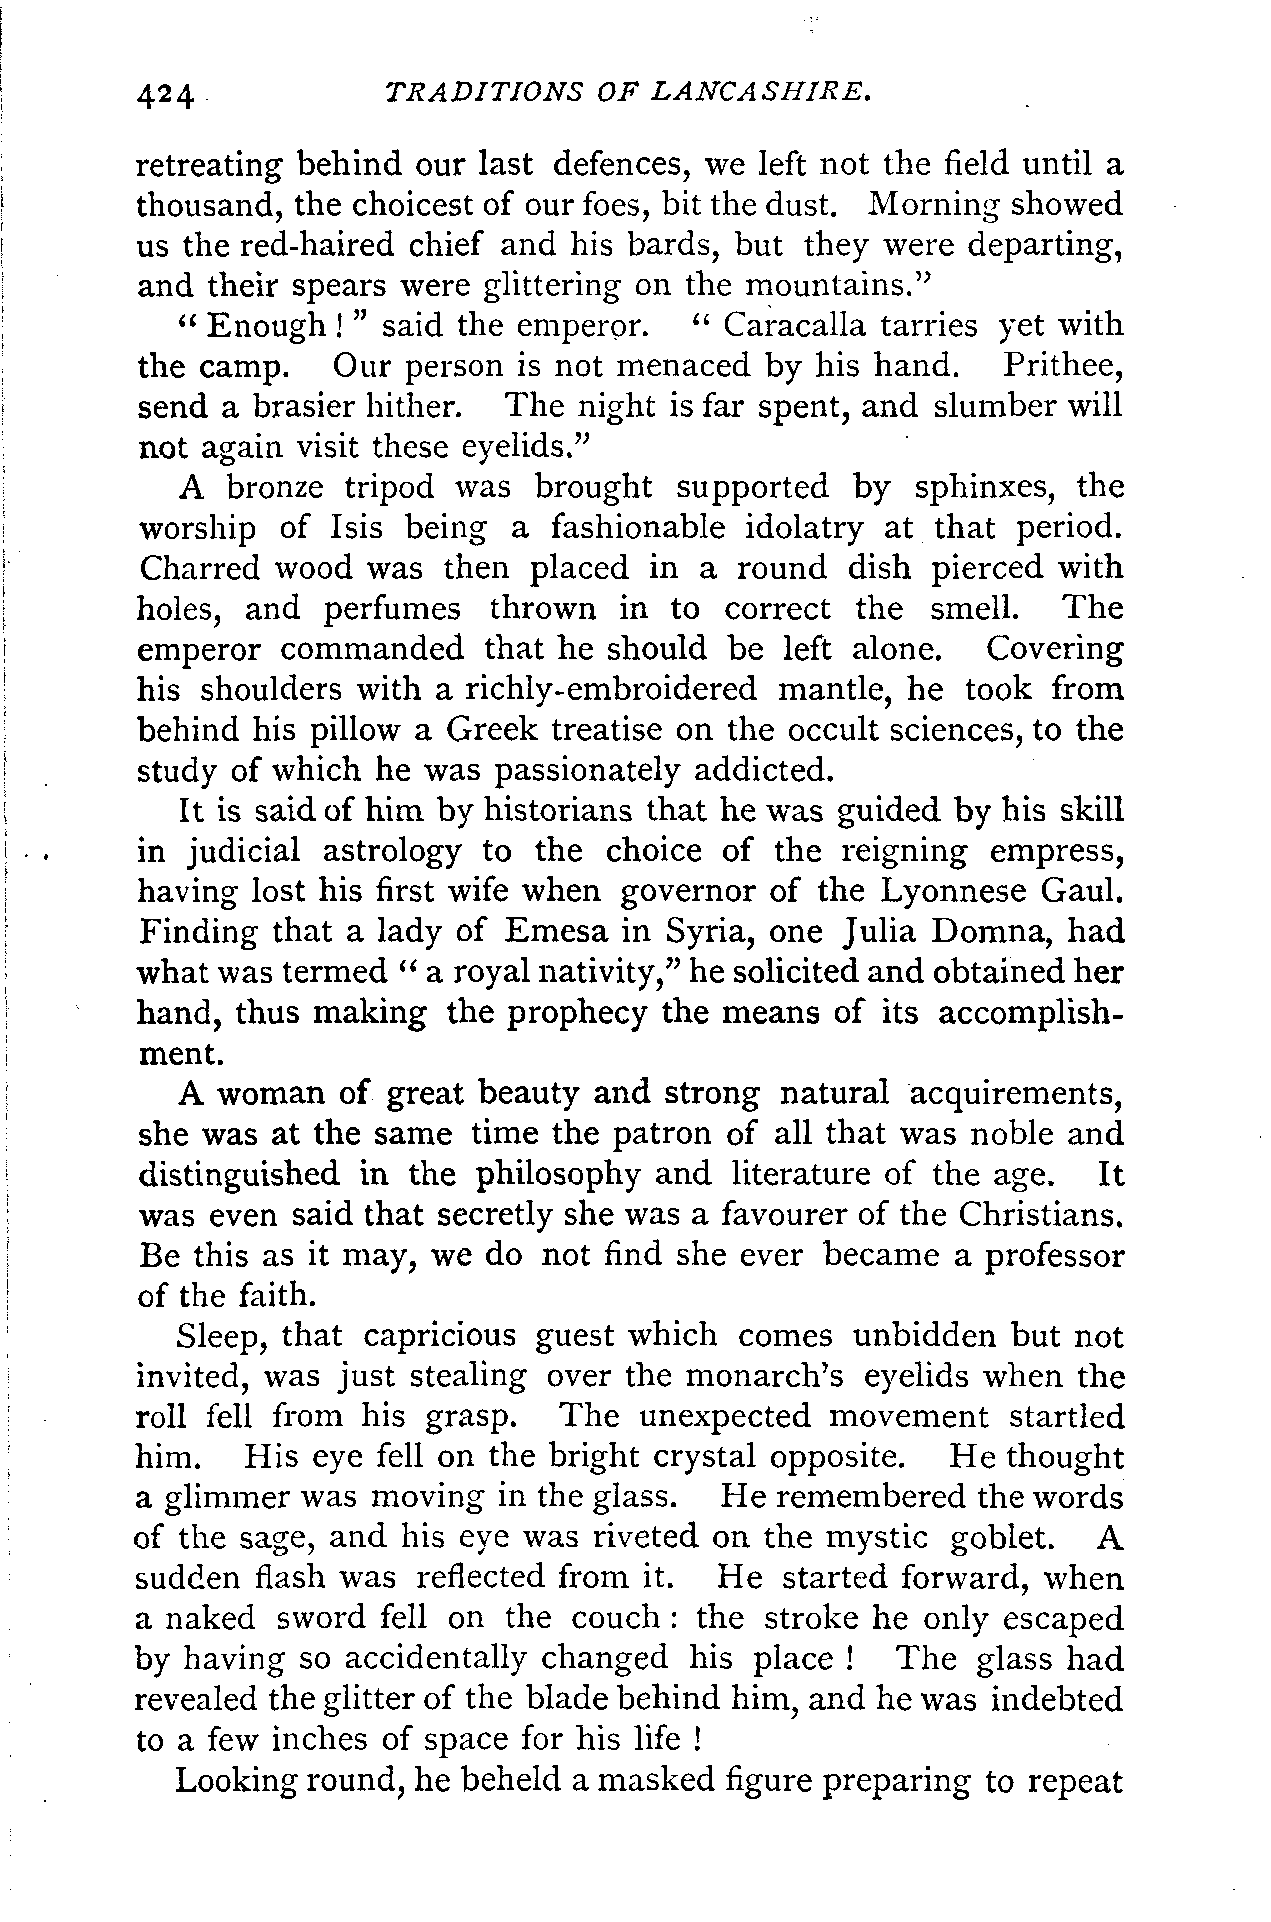 424 TRADITIONS OF LANCASHIRE.
retreating behind our last defences, we left not the field until a
thousand, the choicest of our foes, bit the dust. Morning showed
us the red-haired chief and his bards, but they were departing,
and their spears were glittering on the mountains."
" Enough ! " said the emperor. " Caracalla tarries yet with
the camp. Our person is not menaced by his hand. Prithee,
send a brasier hither. The night is far spent, and slumber will
not again visit these eyelids."
A bronze tripod was brought supported by sphinxes, the
worship of Isis being a fashionable idolatry at that period.
Charred wood was then placed in a round dish pierced with
holes, and perfumes thrown in to correct the smell. The
emperor commanded that he should be left alone. Covering
his shoulders with a richly-embroidered mantle, he took from
behind his pillow a Greek treatise on the occult sciences, to the
study of which he was passionately addicted.
It is said of him by historians that he was guided by his skill
in judicial astrology to the choice of the reigning empress,
having lost his first wife when governor of the Lyonnese Gaul.
Finding that a lady of Emesa in Syria, one Julia Domna, had
what was termed " a royal nativity," he solicited and obtained her
hand, thus making the prophecy the means of its accomplish-
ment.
A woman of great beauty and strong natural acquirements,
she was at the same time the patron of all that was noble and
distinguished in the philosophy and literature of the age. It
was even said that secretly she was a favourer of the Christians.
Be this as it may, we do not find she ever became a professor
of the faith.
Sleep, that capricious guest which comes unbidden but not
invited, was just stealing over the monarch's eyelids when the
roll fell from his grasp. The unexpected movement startled
him. His eye fell on the bright crystal opposite. He thought
a glimmer was moving in the glass. He remembered the words
of the sage, and his eye was riveted on the mystic goblet. A
sudden flash was reflected from it. He started forward, when
a naked sword fell on the couch : the stroke he only escaped
by having so accidentally changed his place ! The glass had
revealed the glitter of the blade behind him, and he was indebted
to a few inches of space for his life !
Looking round, he beheld a masked figure preparing to repeat